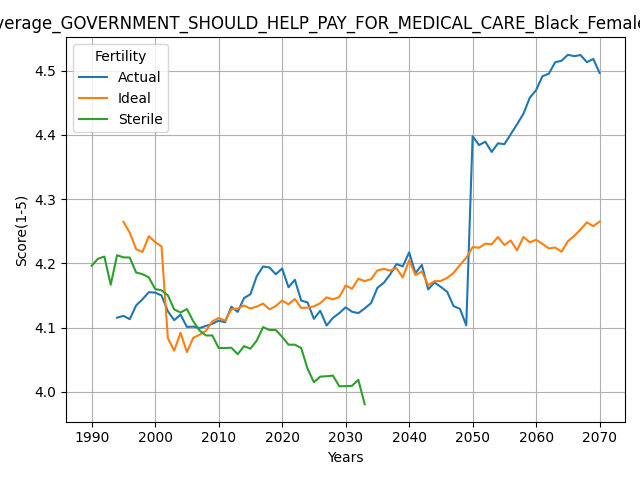 verage_GOVERNMENT_SHOULD_HELP_PAY_FOR_MEDICAL_CARE_Black_Female
Fertility
Actual
Ideal
Sterile
Score(1-5)
4.5
4.4
4.3
4.2
4.1
4.0
1990 2000 2010 2020 2030 2040 2050 2060 2070
Years